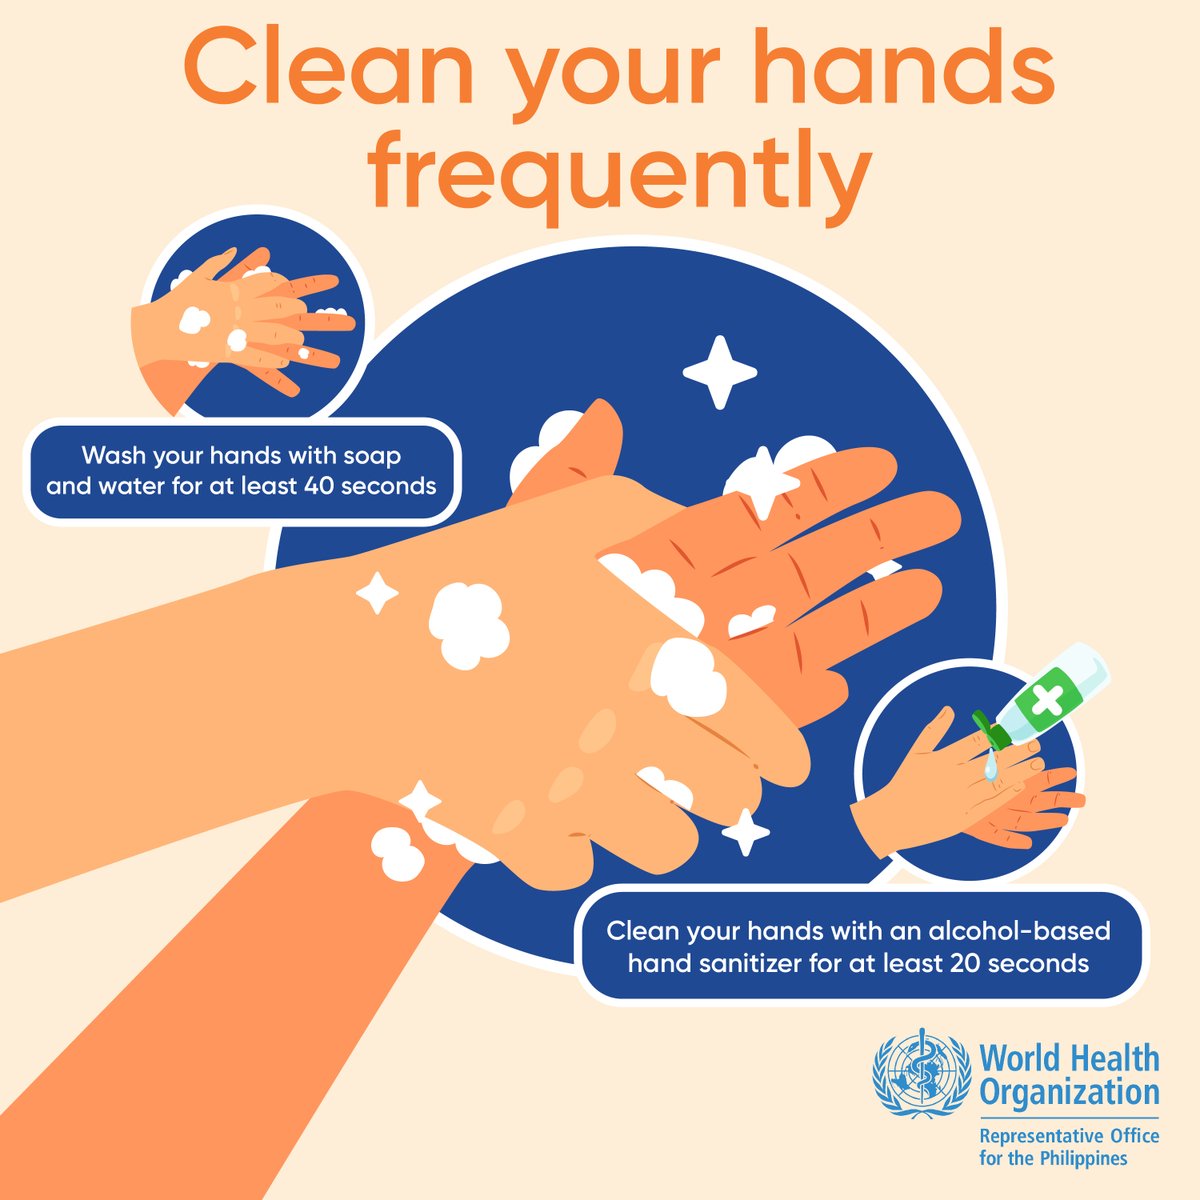 Clean your hands
frequently
Wash your hands with soap
and water for at least 40 seconds
Clean your hands with an alcohol-based
hand sanitizer for at least 20 seconds
World Health
Organization
Representative Office
for the Philippines